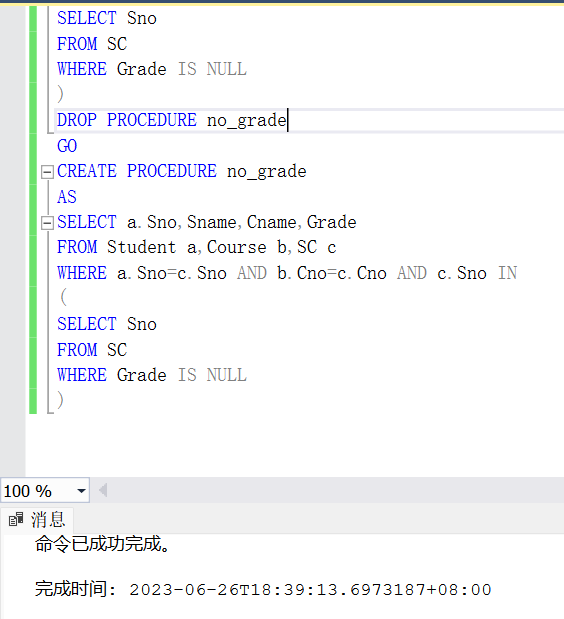 SELECT Sno
FROM SC
WHERE Grade IS NULL
)
DROP PROCEDURE no_grade
GO
CREATE PROCEDURE no_grade
AS
SELECT a.Sno,Sname,Cname,Grade
FROM Student a,Course b,SC c
WHERE a.Sno=c.Sno AND b.Cno=c.Cno AND c.Sno IN
(
SELECT Sno
FROM SC
WHERE Grade IS NULL
)
100 %
消息
命令已成功完成。
完成时间: 2023-06-26T18:39:13.6973187+08:00